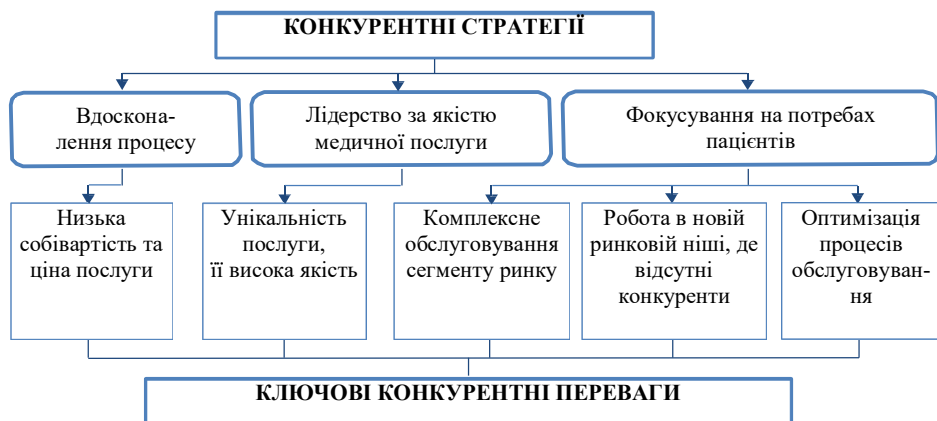 КОНКУРЕНТНІ СТРАТЕГІЇ
Вдоскона-
лення процесу
Лідерство за якістю
медичної послуги
Фокусування на потребах
пацієнтів
Низька
собівартість та
ціна послуги
Унікальність
послуги,
її висока якість
Комплексне
обслуговування
сегменту ринку
Робота в новій
ринковій ніші, де
відсутні
конкуренти
Оптимізація
процесів
обслуговуван-
ня
КЛЮЧОВІ КОНКУРЕНТНІ ПЕРЕВАГИ